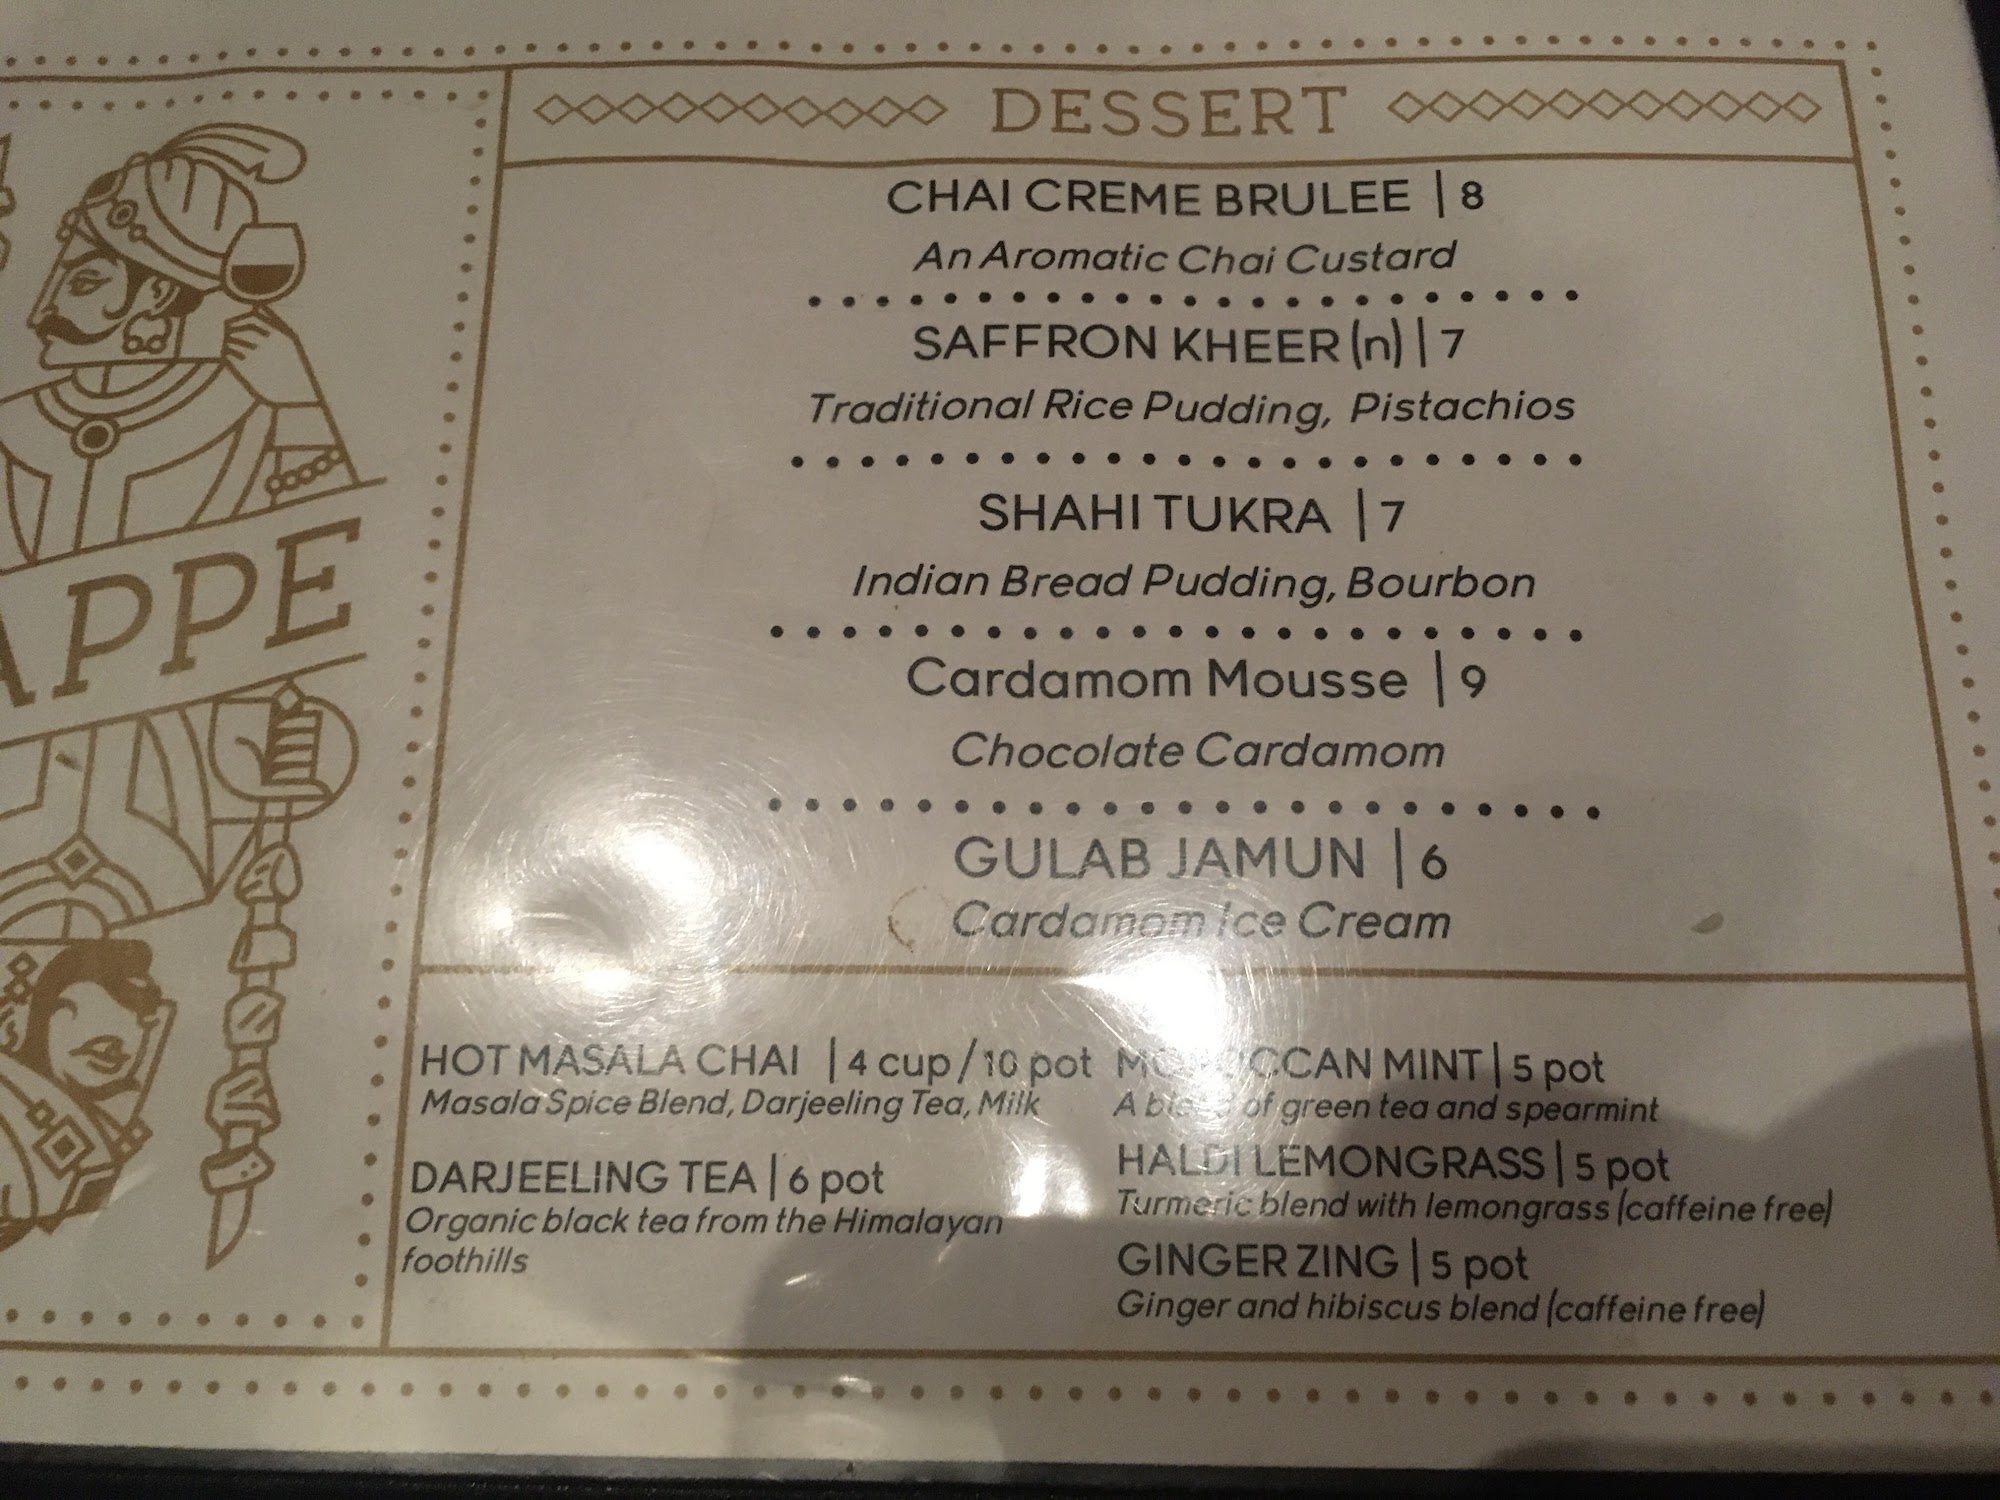 APPE
DESSERT
CHAI CREME BRULEE | 8
An Aromatic Chai Custard
SAFFRON KHEER (n) | 7
Traditional Rice Pudding, Pistachios
SHAHI TUKRA | 7
Indian Bread Pudding, Bourbon
Cardamom Mousse | 9
Chocolate Cardamom
GULAB JAMUN | 6
Cardamom Ice Cream
HOT MASALA CHAI | 4 cup / 10 pot
Masala Spice Blend, Darjeeling Tea, Milk
DARJEELING TEA | 6 pot
Organic black tea from the Himalayan
foothills
MOROCCAN MINT | 5 pot
A blend of green tea and spearmint
HALDI LEMONGRASS | 5 pot
Turmeric blend with lemongrass (caffeine free)
GINGER ZING | 5 pot
Ginger and hibiscus blend (caffeine free)